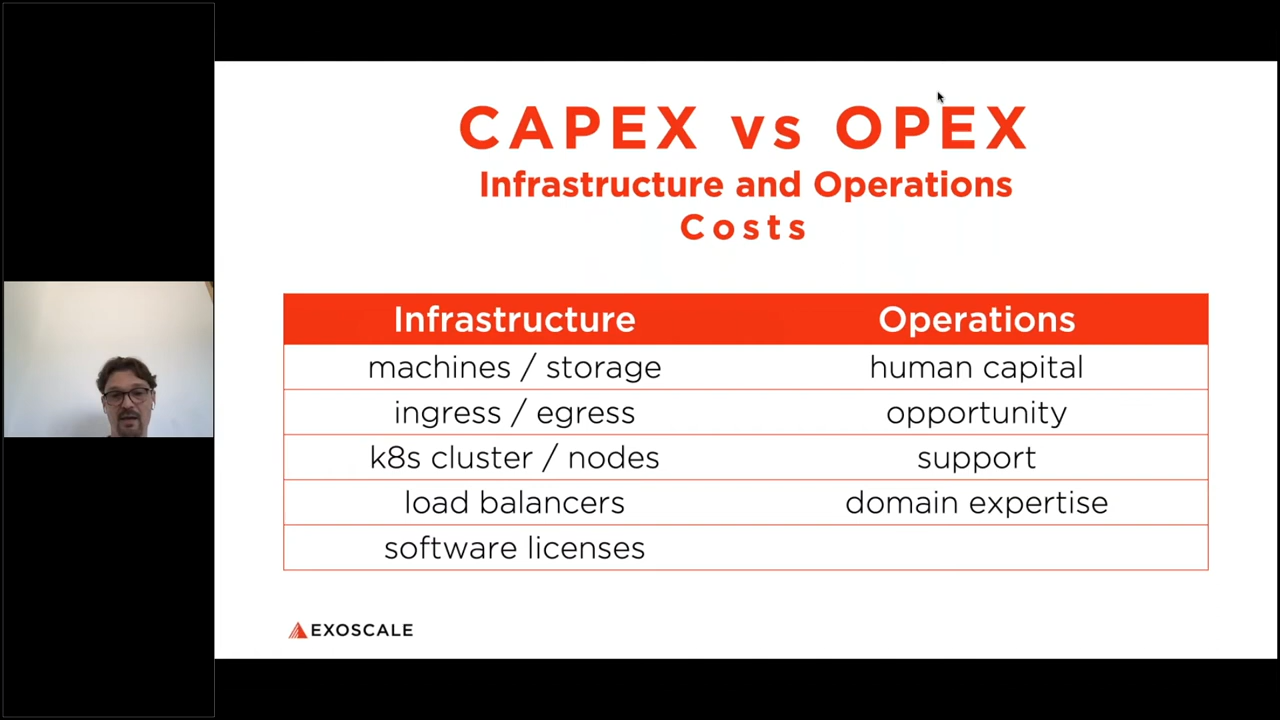 CAPEX vs OPEX
Infrastructure and Operations
Costs
Infrastructure Operations
machines / storage human capital
ingress / egress opportunity
k8s cluster / nodes support
load balancers domain expertise
software licenses
EXOSCALE